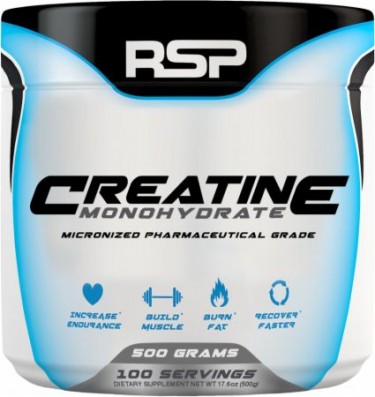 RSP
CREATINE
MONOHYDRATE
MICRONIZED PHARMACEUTICAL GRADE
INCREASE* ENDURANCE
BUILD* MUSCLE
BURN* FAT
RECOVER* FASTER
500 GRAMS
100 SERVINGS
DIETARY SUPPLEMENT NET WT 17.6oz (500g)